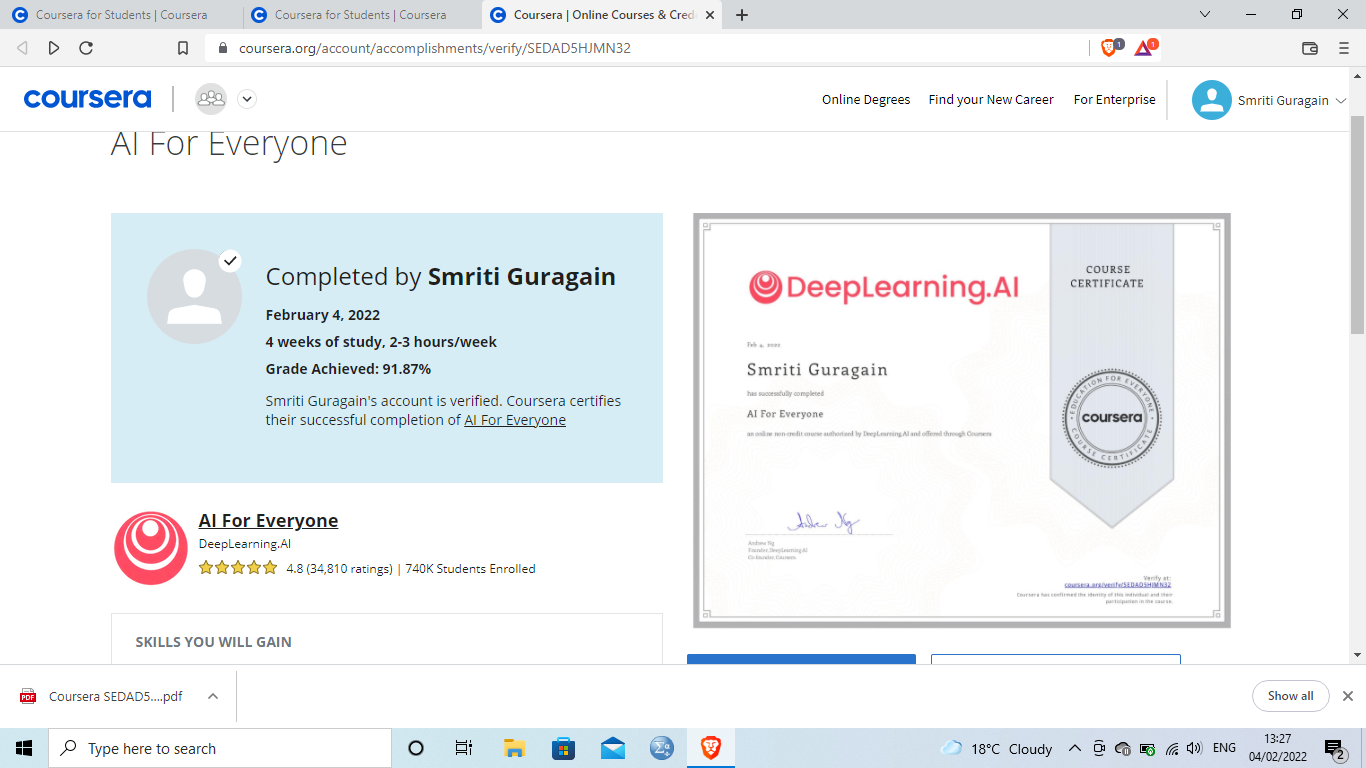 Coursera for Students | Coursera
Coursera for Students | Coursera
Coursera | Online Courses & Cred
coursera.org/account/accomplishments/verify/SEDAD5HJMN32
1
1
coursera
Online Degrees
Find your New Career
For Enterprise
Smriti Guragain
AI For Everyone
Completed by Smriti Guragain
February 4, 2022
4 weeks of study, 2-3 hours/week
Grade Achieved: 91.87%
Smriti Guragain's account is verified. Coursera certifies
their successful completion of AI For Everyone
AI For Everyone
DeepLearning.AI
4.8 (34,810 ratings) | 740K Students Enrolled
SKILLS YOU WILL GAIN
DeepLearning.AI
Feb 4, 2022
Smriti Guragain
has successfully completed
AI For Everyone
an online non-credit course authorized by DeepLearning.AI and offered through Coursera
Andrew Ng
Andrew Ng
Founder, DeepLearning.AI
Co-founder, Coursera
COURSE
CERTIFICATE
EDUCATION FOR EVERYONE
coursera
COURSE CERTIFICATE
Verify at:
coursera.org/verify/SEDAD5HJMN32
Coursera has confirmed the identity of this individual and their
participation in the course.
PDF
Coursera SEDAD5....pdf
Show all
Type here to search
18°C Cloudy
ENG
13:27
04/02/2022
2